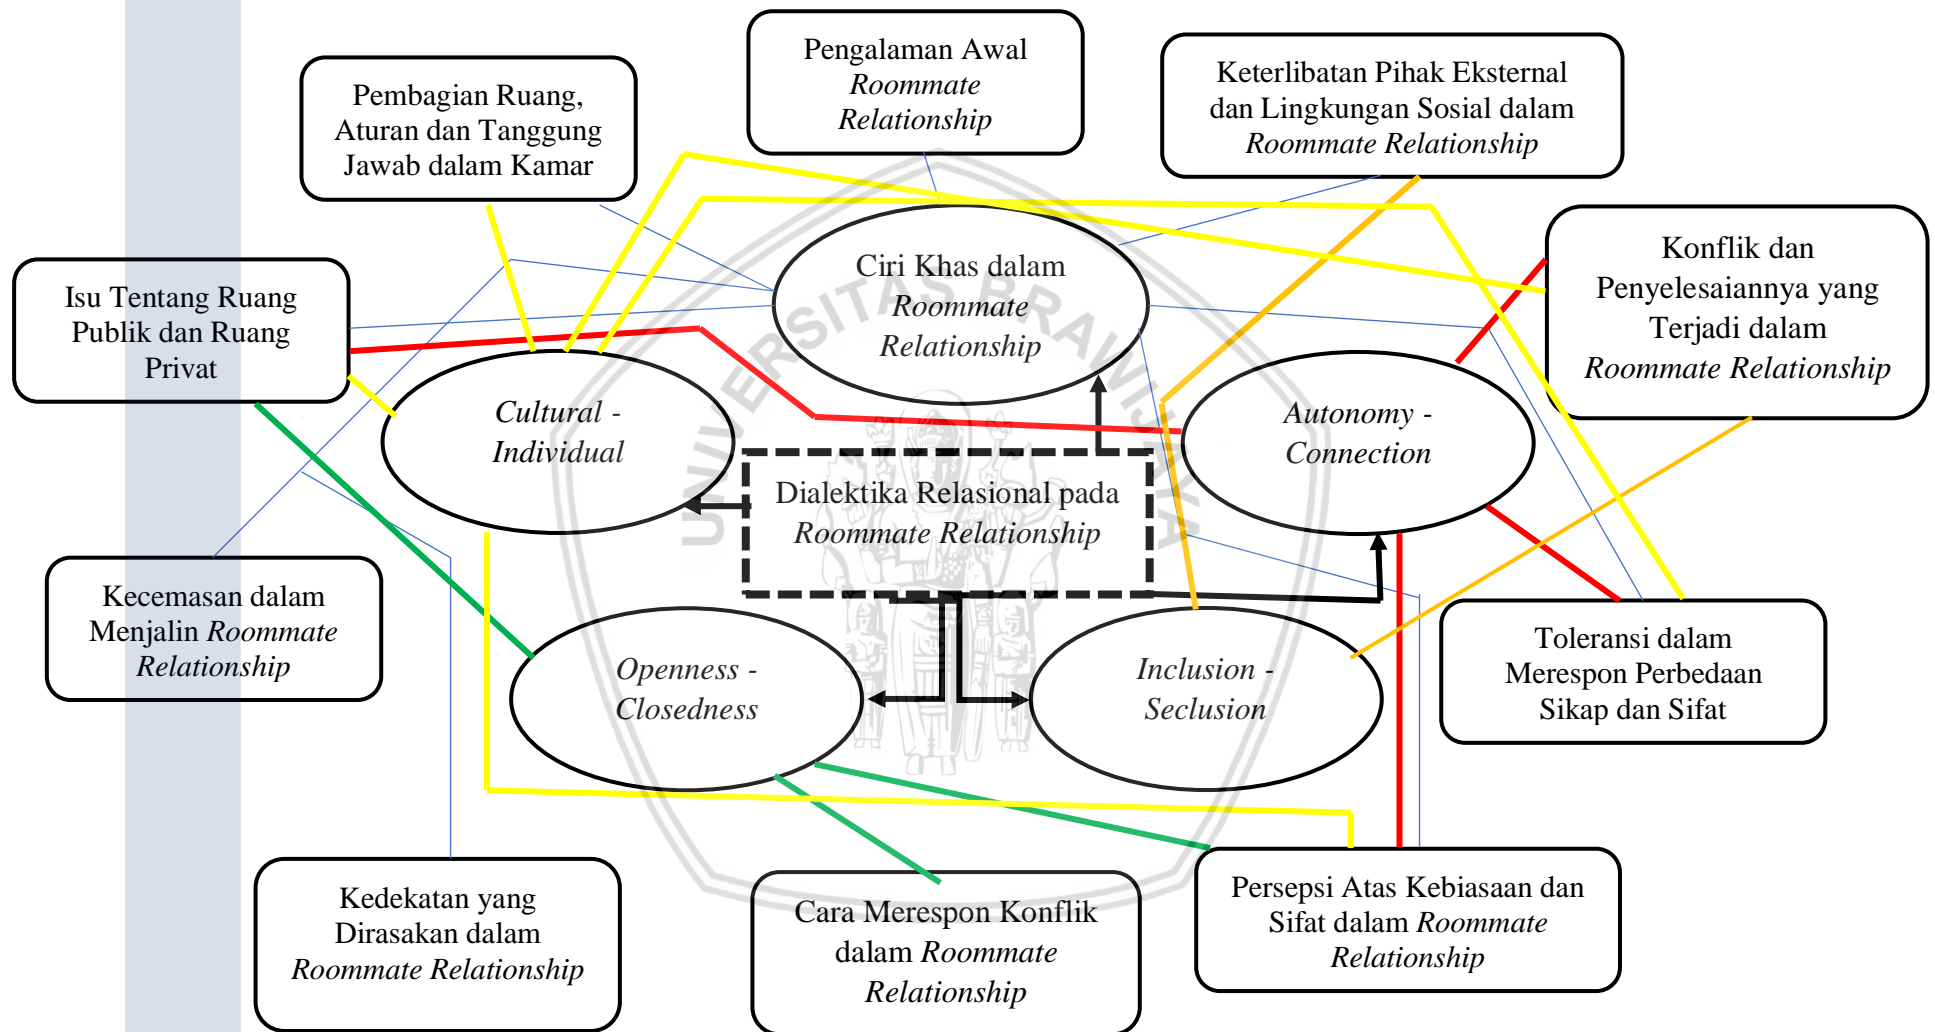 Pengalaman Awal
Roommate
Relationship
Keterlibatan Pihak Eksternal
dan Lingkungan Sosial dalam
Roommate Relationship
Pembagian Ruang,
Aturan dan Tanggung
Jawab dalam Kamar
Ciri Khas dalam
Roommate
Relationship
Konflik dan
Penyelesaiannya yang
Terjadi dalam
Roommate Relationship
Isu Tentang Ruang
Publik dan Ruang
Privat
UNIVERSITAS BRAWIJAYA
Cultural -
Individual
Autonomy -
Connection
Dialektika Relasional pada
Roommate Relationship
Kecemasan dalam
Menjalin Roommate
Relationship
Openness -
Closedness
Inclusion -
Seclusion
Toleransi dalam
Merespon Perbedaan
Sikap dan Sifat
Kedekatan yang
Dirasakan dalam
Roommate Relationship
Cara Merespon Konflik
dalam Roommate
Relationship
Persepsi Atas Kebiasaan dan
Sifat dalam Roommate
Relationship